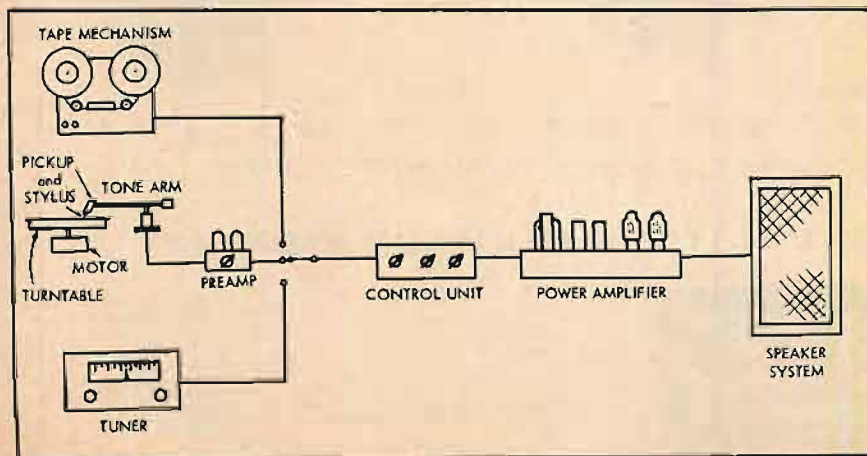 TAPE MECHANISM
PICKUP
and
STYLUS
TONE ARM
MOTOR
TURNTABLE
PREAMP
CONTROL UNIT
POWER AMPLIFIER
SPEAKER
SYSTEM
TUNER